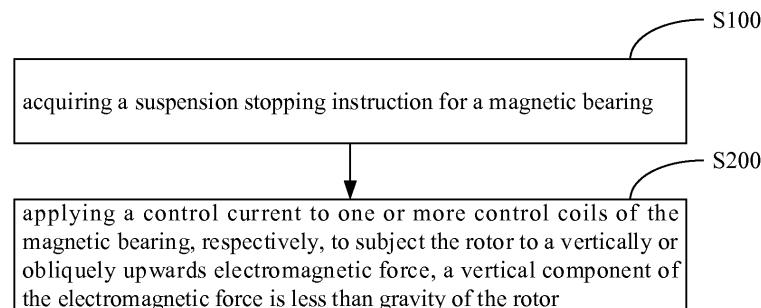 S100
acquiring a suspension stopping instruction for a magnetic bearing
S200
applying a control current to one or more control coils of the
magnetic bearing, respectively, to subject the rotor to a vertically or
obliquely upwards electromagnetic force, a vertical component of
the electromagnetic force is less than gravity of the rotor